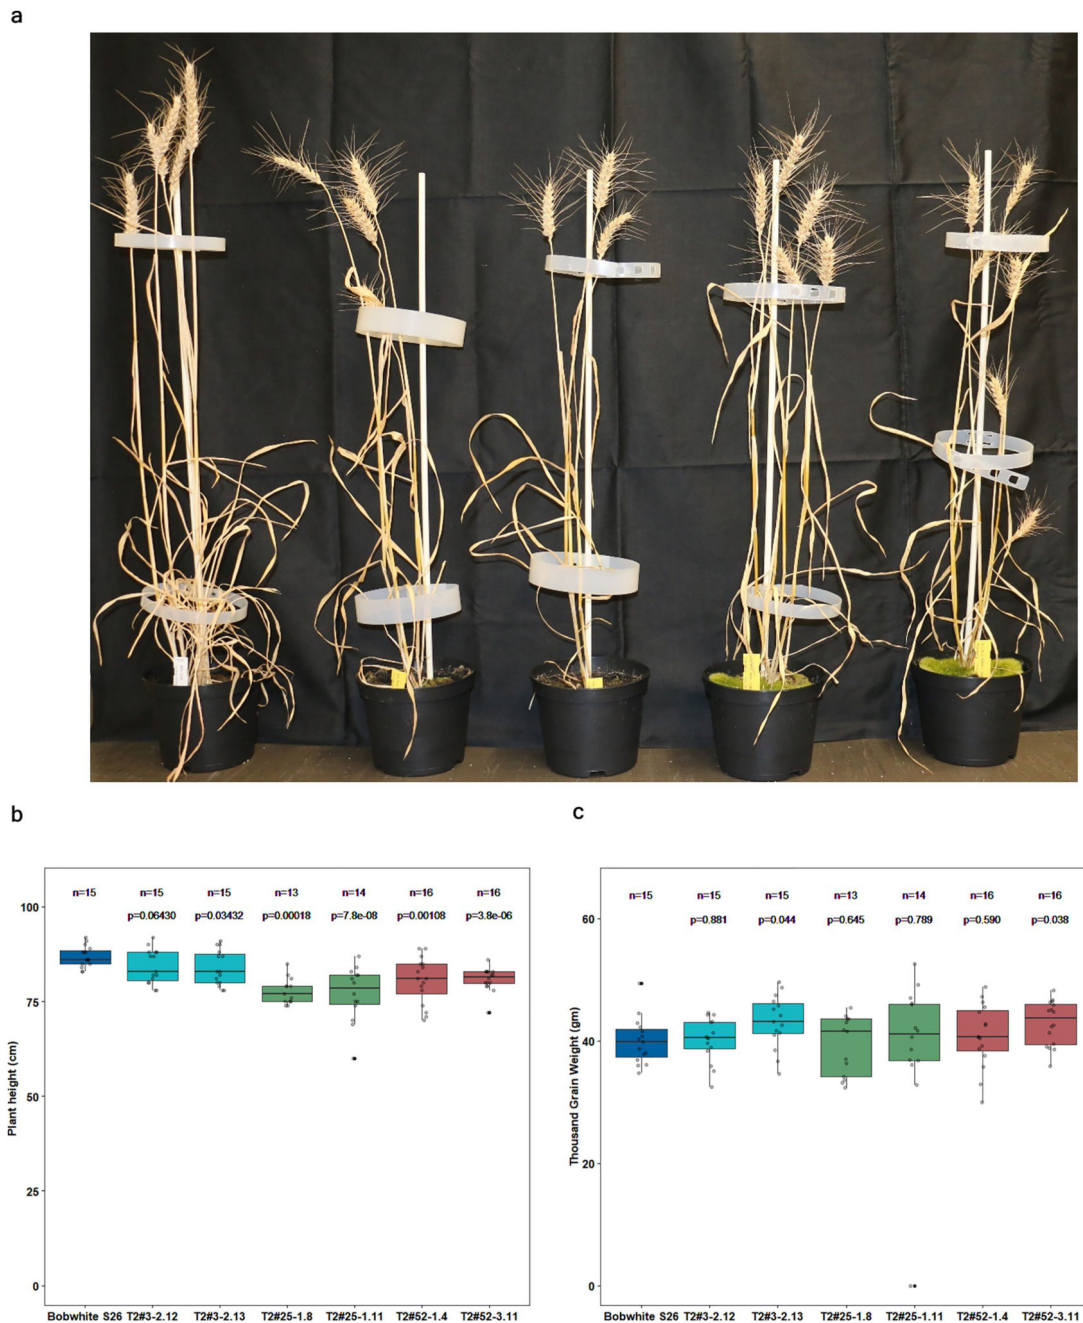 a
b
c
n=15 n=15 n=15 n=13 n=14 n=16 n=16
p=0.06430 p=0.03432 p=0.00018 p=7.8e-08 p=0.00108 p=3.8e-06
100
75
50
25
0
Plant height (cm)
Bobwhite S26 T2#3-2.12 T2#3-2.13 T2#25-1.8 T2#25-1.11 T2#52-1.4 T2#52-3.11
n=15 n=15 n=15 n=13 n=14 n=16 n=16
p=0.881 p=0.044 p=0.645 p=0.789 p=0.590 p=0.038
60
40
20
0
Thousand Grain Weight (gm)
Bobwhite S26 T2#3-2.12 T2#3-2.13 T2#25-1.8 T2#25-1.11 T2#52-1.4 T2#52-3.11